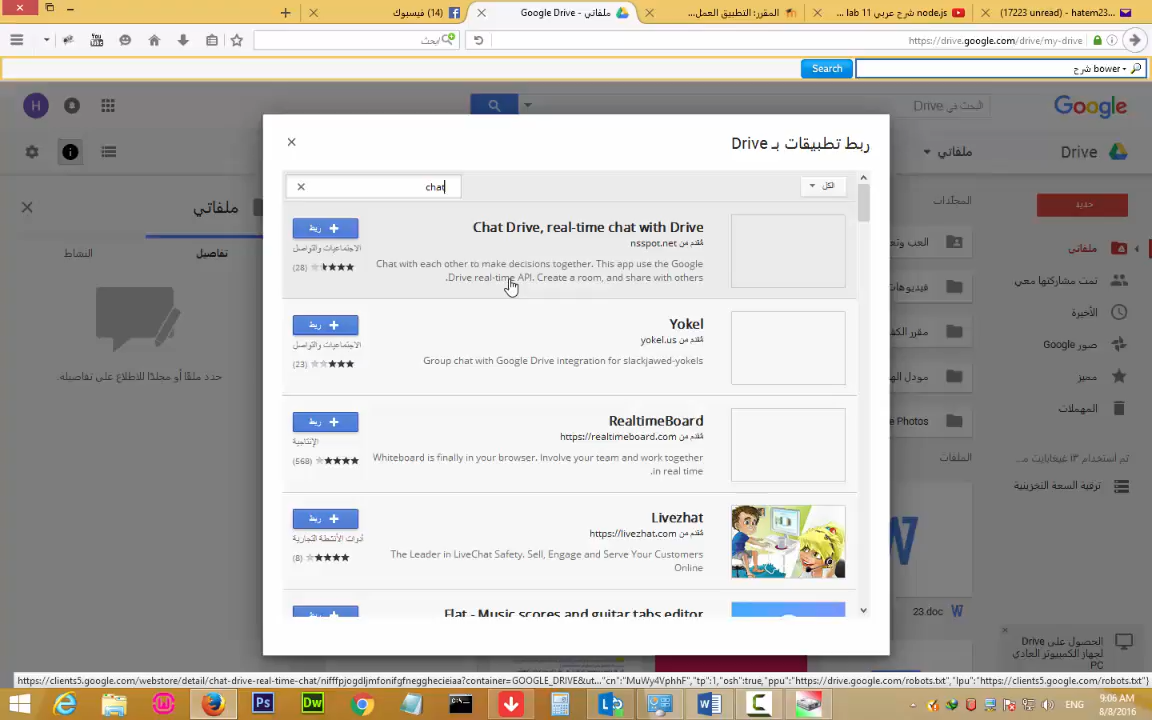 (14) فيسبوك
ملفاتي - Google Drive
المقرر: التطبيق العمل...
node.js شرح عربي lab 11
(17223 unread) - hatem23...
ابحث
https://drive.google.com/drive/my-drive
Search
شرح bower
H
البحث في Drive
Google
Drive
ملفاتي
ملفاتي
تفاصيل
النشاط
حدد ملفًا أو مجلدًا للاطلاع على تفاصيله.
المجلدات
جديد
ملفاتي
تمت مشاركتها معي
الأخيرة
صور Google
مميز
المهملات
ترقية السعة التخزينية
فيديوهات
e Photos
الملفات
23.doc
الحصول على Drive
لجهاز الكمبيوتر العادي
PC
ربط تطبيقات بـ Drive
chat
الكل
Chat Drive, real-time chat with Drive
مُقدم من nsspot.net
Chat with each other to make decisions together. This app use the Google
Drive real-time API. Create a room, and share with others.
ربط
الاجتماعيات والتواصل
(28)
Yokel
مُقدم من yokel.us
Group chat with Google Drive integration for slackjawed-yokels
ربط
الاجتماعيات والتواصل
(23)
RealtimeBoard
مُقدم من https://realtimeboard.com
Whiteboard is finally in your browser. Involve your team and work together
in real time.
ربط
الإنتاجية
(568)
Livezhat
مُقدم من https://livezhat.com
The Leader in LiveChat Safety. Sell, Engage and Serve Your Customers
Online
ربط
أدوات الأنشطة التجارية
(8)
Flat - Music scores and guitar tabs editor
ربط
ENG
9:06 AM
8/8/2016